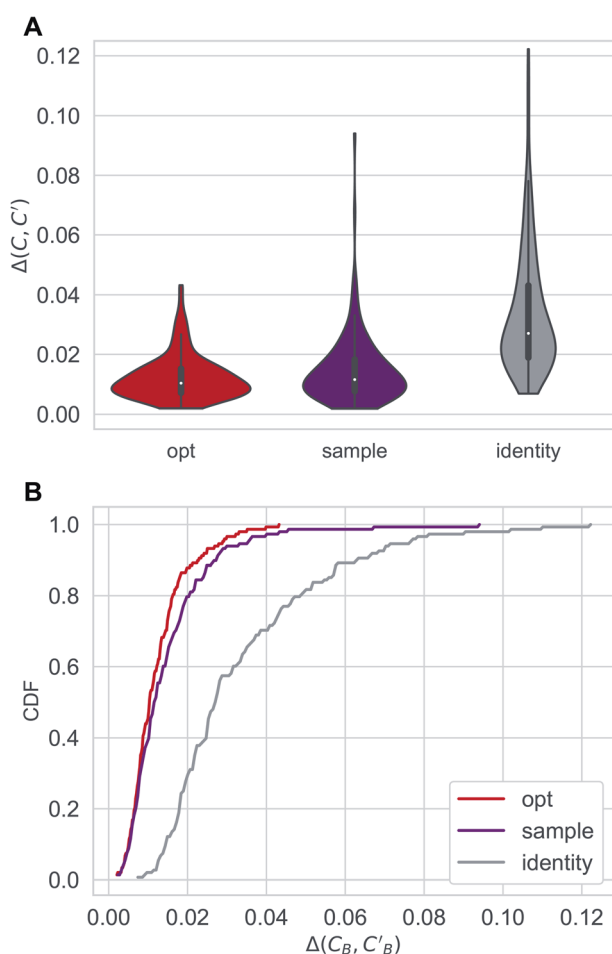 A
0.12
0.10
0.08
0.06
0.04
0.02
0.00
Δ(C, C′)
opt sample identity
B
1.0
0.8
0.6
0.4
0.2
0.0
CDF
opt
sample
identity
0.00 0.02 0.04 0.06 0.08 0.10 0.12
Δ(C_B, C′_B)